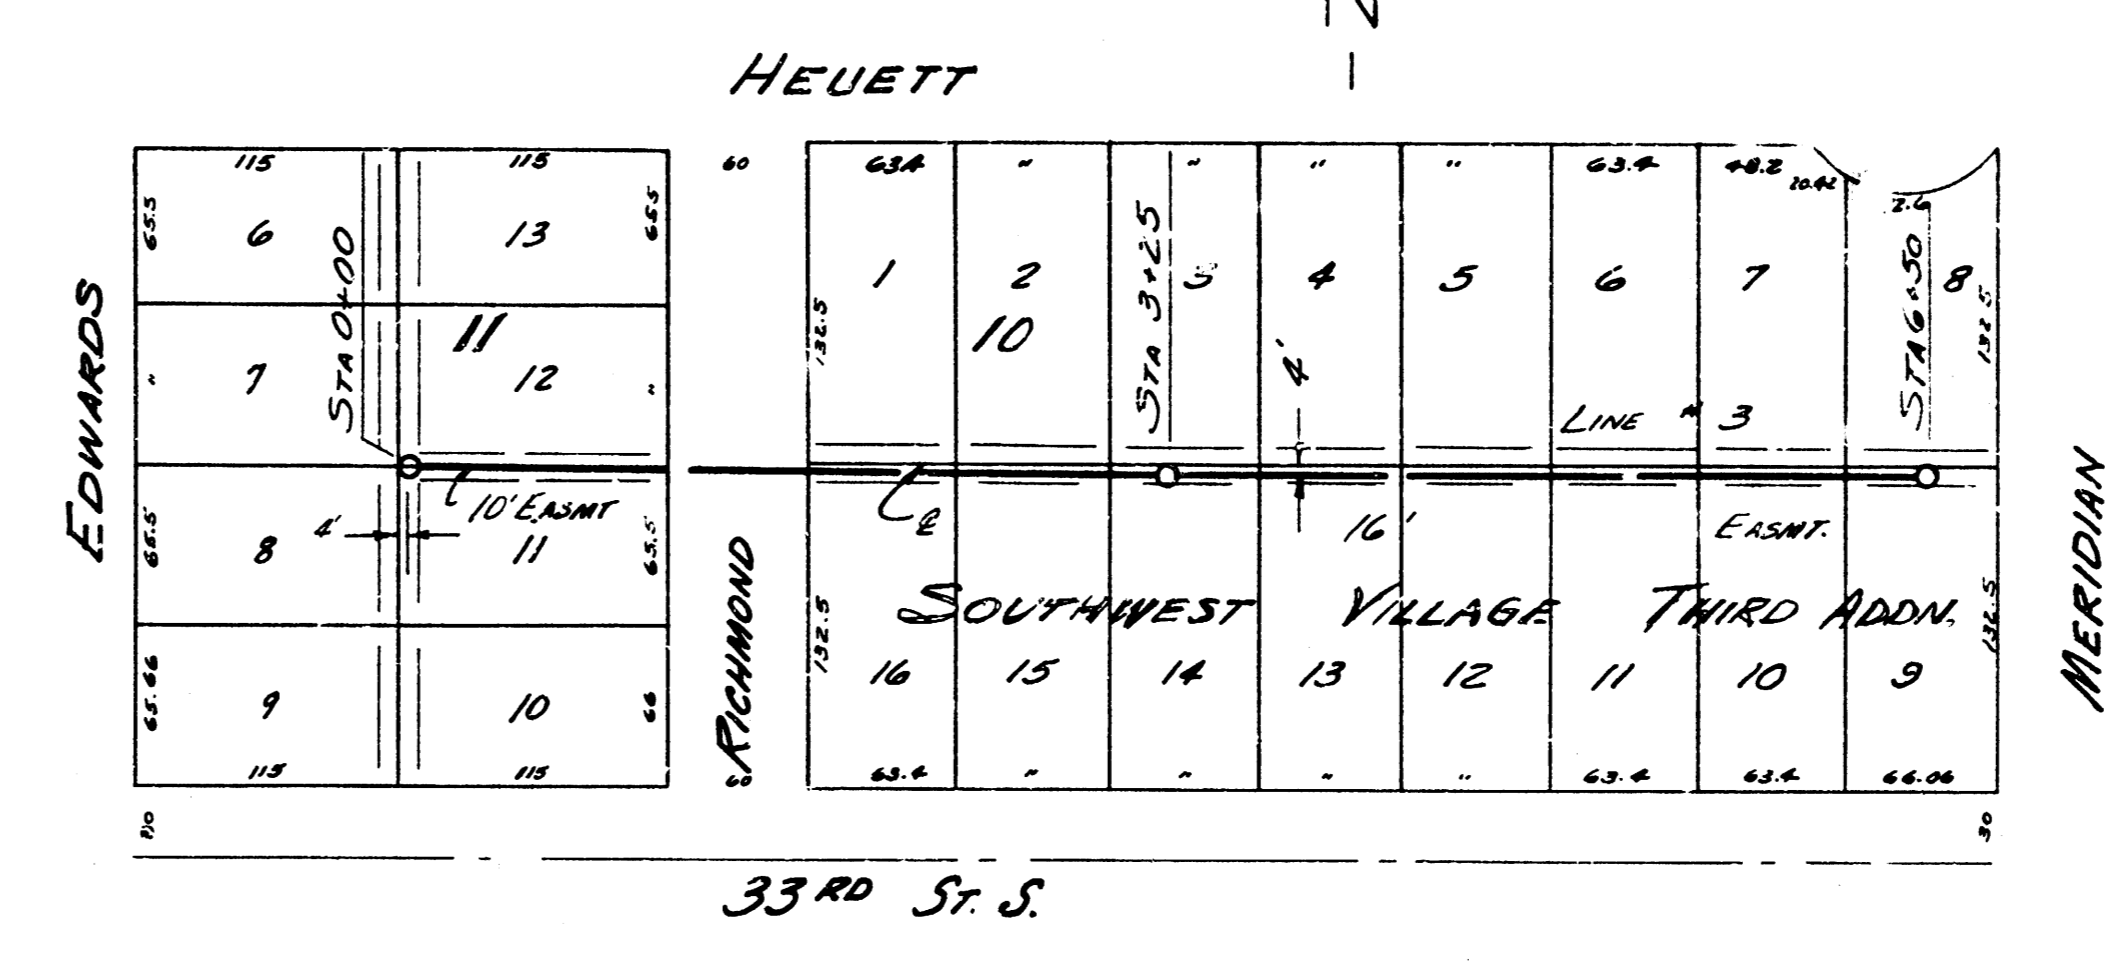 N
HEUETT
115 115 60 63.4 " " " " 63.4 48.2 20.42
65.5 65.5 2.6
6 13
STA 0+00 STA 3+25 STA 6+50
1 2 3 4 5 6 7 8
11 10
132.5 132.5
EDWARDS
" 7 12 "
4'
LINE # 3
10' EASMT
℄
4'
16' EASMT.
65.5 8 11 65.5
RICHMOND
MERIDIAN
SOUTHWEST VILLAGE THIRD ADDN.
132.5 132.5
65.66 9 10 66
16 15 14 13 12 11 10 9
115 115 60 63.4 " " " " 63.4 63.4 66.06
30 30
33RD ST. S.